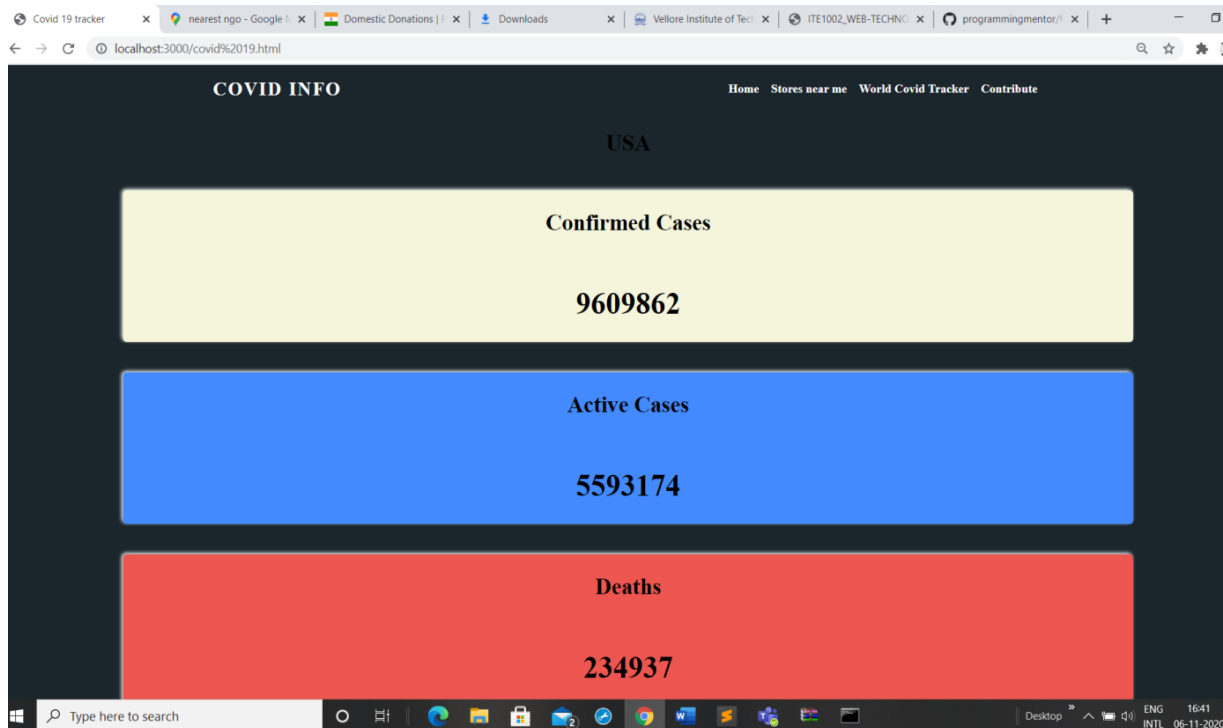 Covid 19 tracker nearest ngo - Google Domestic Donations | Downloads Vellore Institute of Tec ITE1002_WEB-TECHNO programmingmentor/
localhost:3000/covid%2019.html
COVID INFO Home Stores near me World Covid Tracker Contribute
USA
Confirmed Cases
9609862
Active Cases
5593174
Deaths
234937
Type here to search 2 Desktop ENG 16:41
INTL 06-11-2020